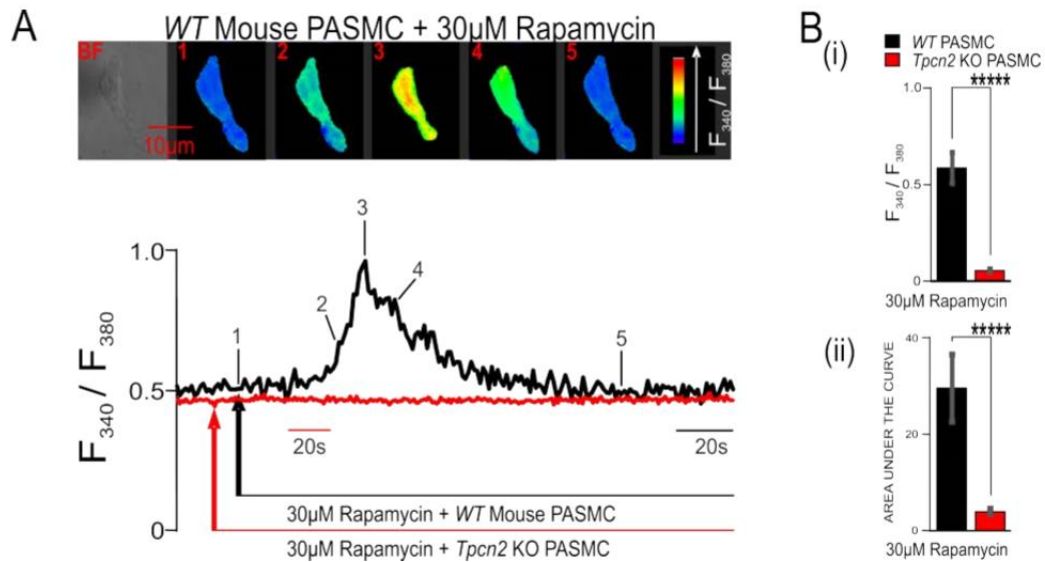 A
WT Mouse PASMC + 30µM Rapamycin
BF 1 2 3 4 5
10µm
F340 / F380
F340 / F380
1.0
0.5
0
1 2 3 4 5
20s
20s
30µM Rapamycin + WT Mouse PASMC
30µM Rapamycin + Tpcn2 KO PASMC
B
(i)
WT PASMC
Tpcn2 KO PASMC
*****
F340 / F380
1.0
0.5
0
30µM Rapamycin
(ii)
*****
AREA UNDER THE CURVE
40
20
0
30µM Rapamycin